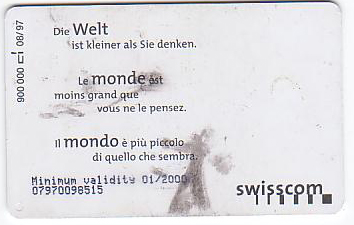 Die Welt
ist kleiner als Sie denken.
Le monde est
moins grand que
vous ne le pensez.
Il mondo è più piccolo
di quello che sembra.
Minimum validity 01/2000
07970098515
swisscom
900 000 08/97